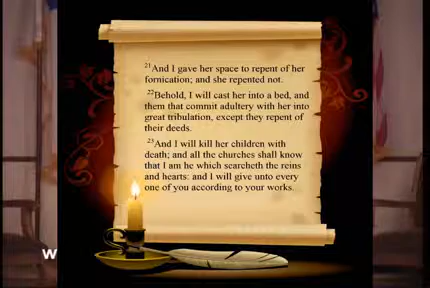 21And I gave her space to repent of her
fornication; and she repented not.
22Behold, I will cast her into a bed, and
them that commit adultery with her into
great tribulation, except they repent of
their deeds.
23And I will kill her children with
death; and all the churches shall know
that I am he which searcheth the reins
and hearts: and I will give unto every
one of you according to your works.
W